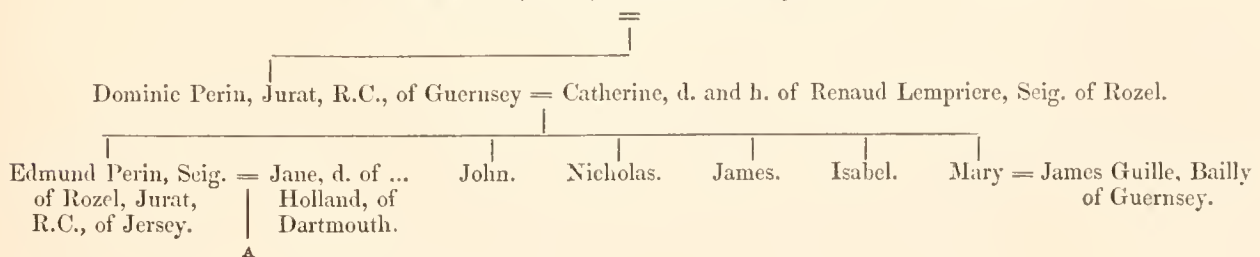 Dominic Perin, Jurat, R.C., of Guernsey = Catherine, d. and h. of Renaud Lempriere, Seig. of Rozel.
Edmund Perin, Seig. = Jane, d. of ... John. Nicholas. James. Isabel. Mary = James Guille, Bailly
of Rozel, Jurat, Holland, of of Guernsey.
R.C., of Jersey. Dartmouth.
A